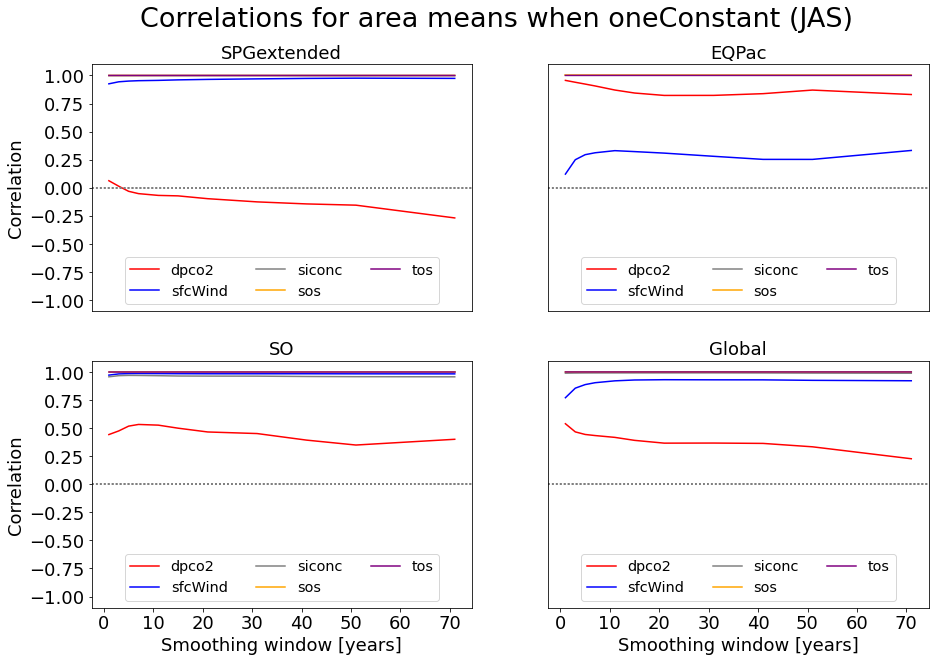 Correlations for area means when oneConstant (JAS)
SPGextended
EQPac
1.00
0.75
0.50
0.25
0.00
−0.25
−0.50
−0.75
−1.00
Correlation
dpco2
sfcWind
siconc
sos
tos
dpco2
sfcWind
siconc
sos
tos
SO
Global
1.00
0.75
0.50
0.25
0.00
−0.25
−0.50
−0.75
−1.00
Correlation
dpco2
sfcWind
siconc
sos
tos
dpco2
sfcWind
siconc
sos
tos
0 10 20 30 40 50 60 70
0 10 20 30 40 50 60 70
Smoothing window [years]
Smoothing window [years]